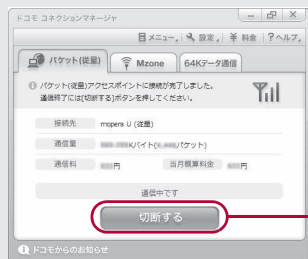 ドコモ コネクションマネージャ
メニュー, 設定, ¥ 料金 ?ヘルプ,
パケット(従量) Mzone 64Kデータ通信
パケット(従量)アクセスポイントに接続が完了しました。
通信終了には[切断する]ボタンを押してください。
接続先 mopera U (従量)
通信量 Kバイト( パケット)
通信料 円 当月概算料金 円
通信中です
切断する
ドコモからのお知らせ